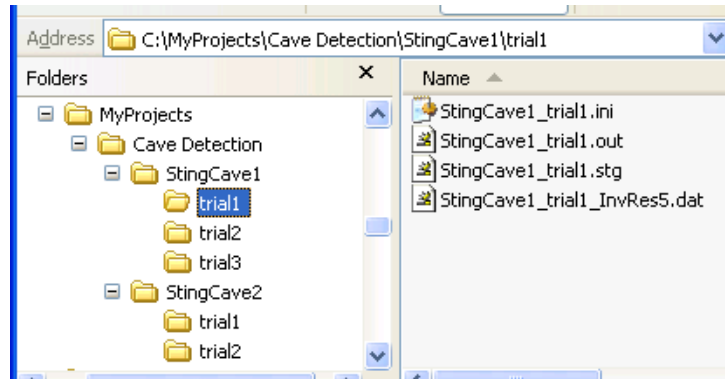 Address C:\MyProjects\Cave Detection\StingCave1\trial1
Folders x
MyProjects
Cave Detection
StingCave1
trial1
trial2
trial3
StingCave2
trial1
trial2
Name
StingCave1_trial1.ini
StingCave1_trial1.out
StingCave1_trial1.stg
StingCave1_trial1_InvRes5.dat